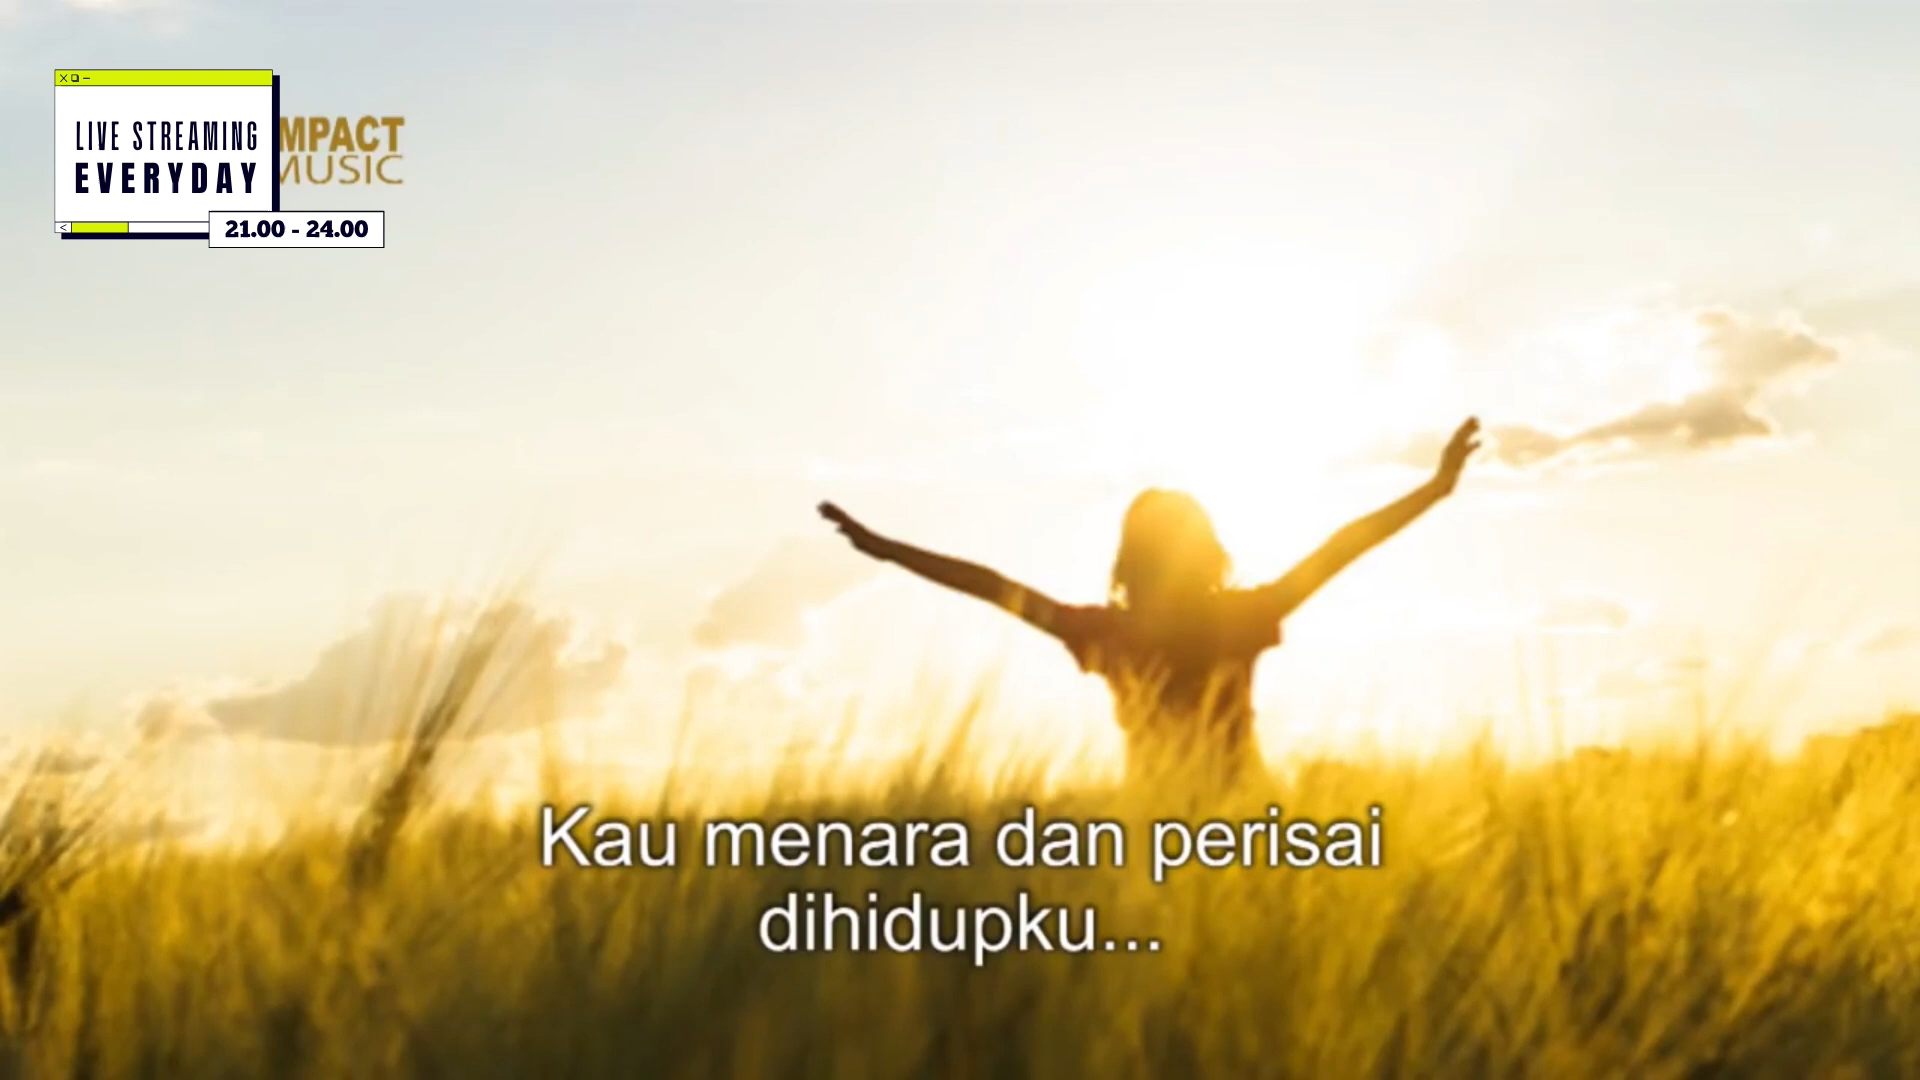 LIVE STREAMING
EVERYDAY
MPACT
MUSIC
21.00 - 24.00
Kau menara dan perisai
dihidupku...